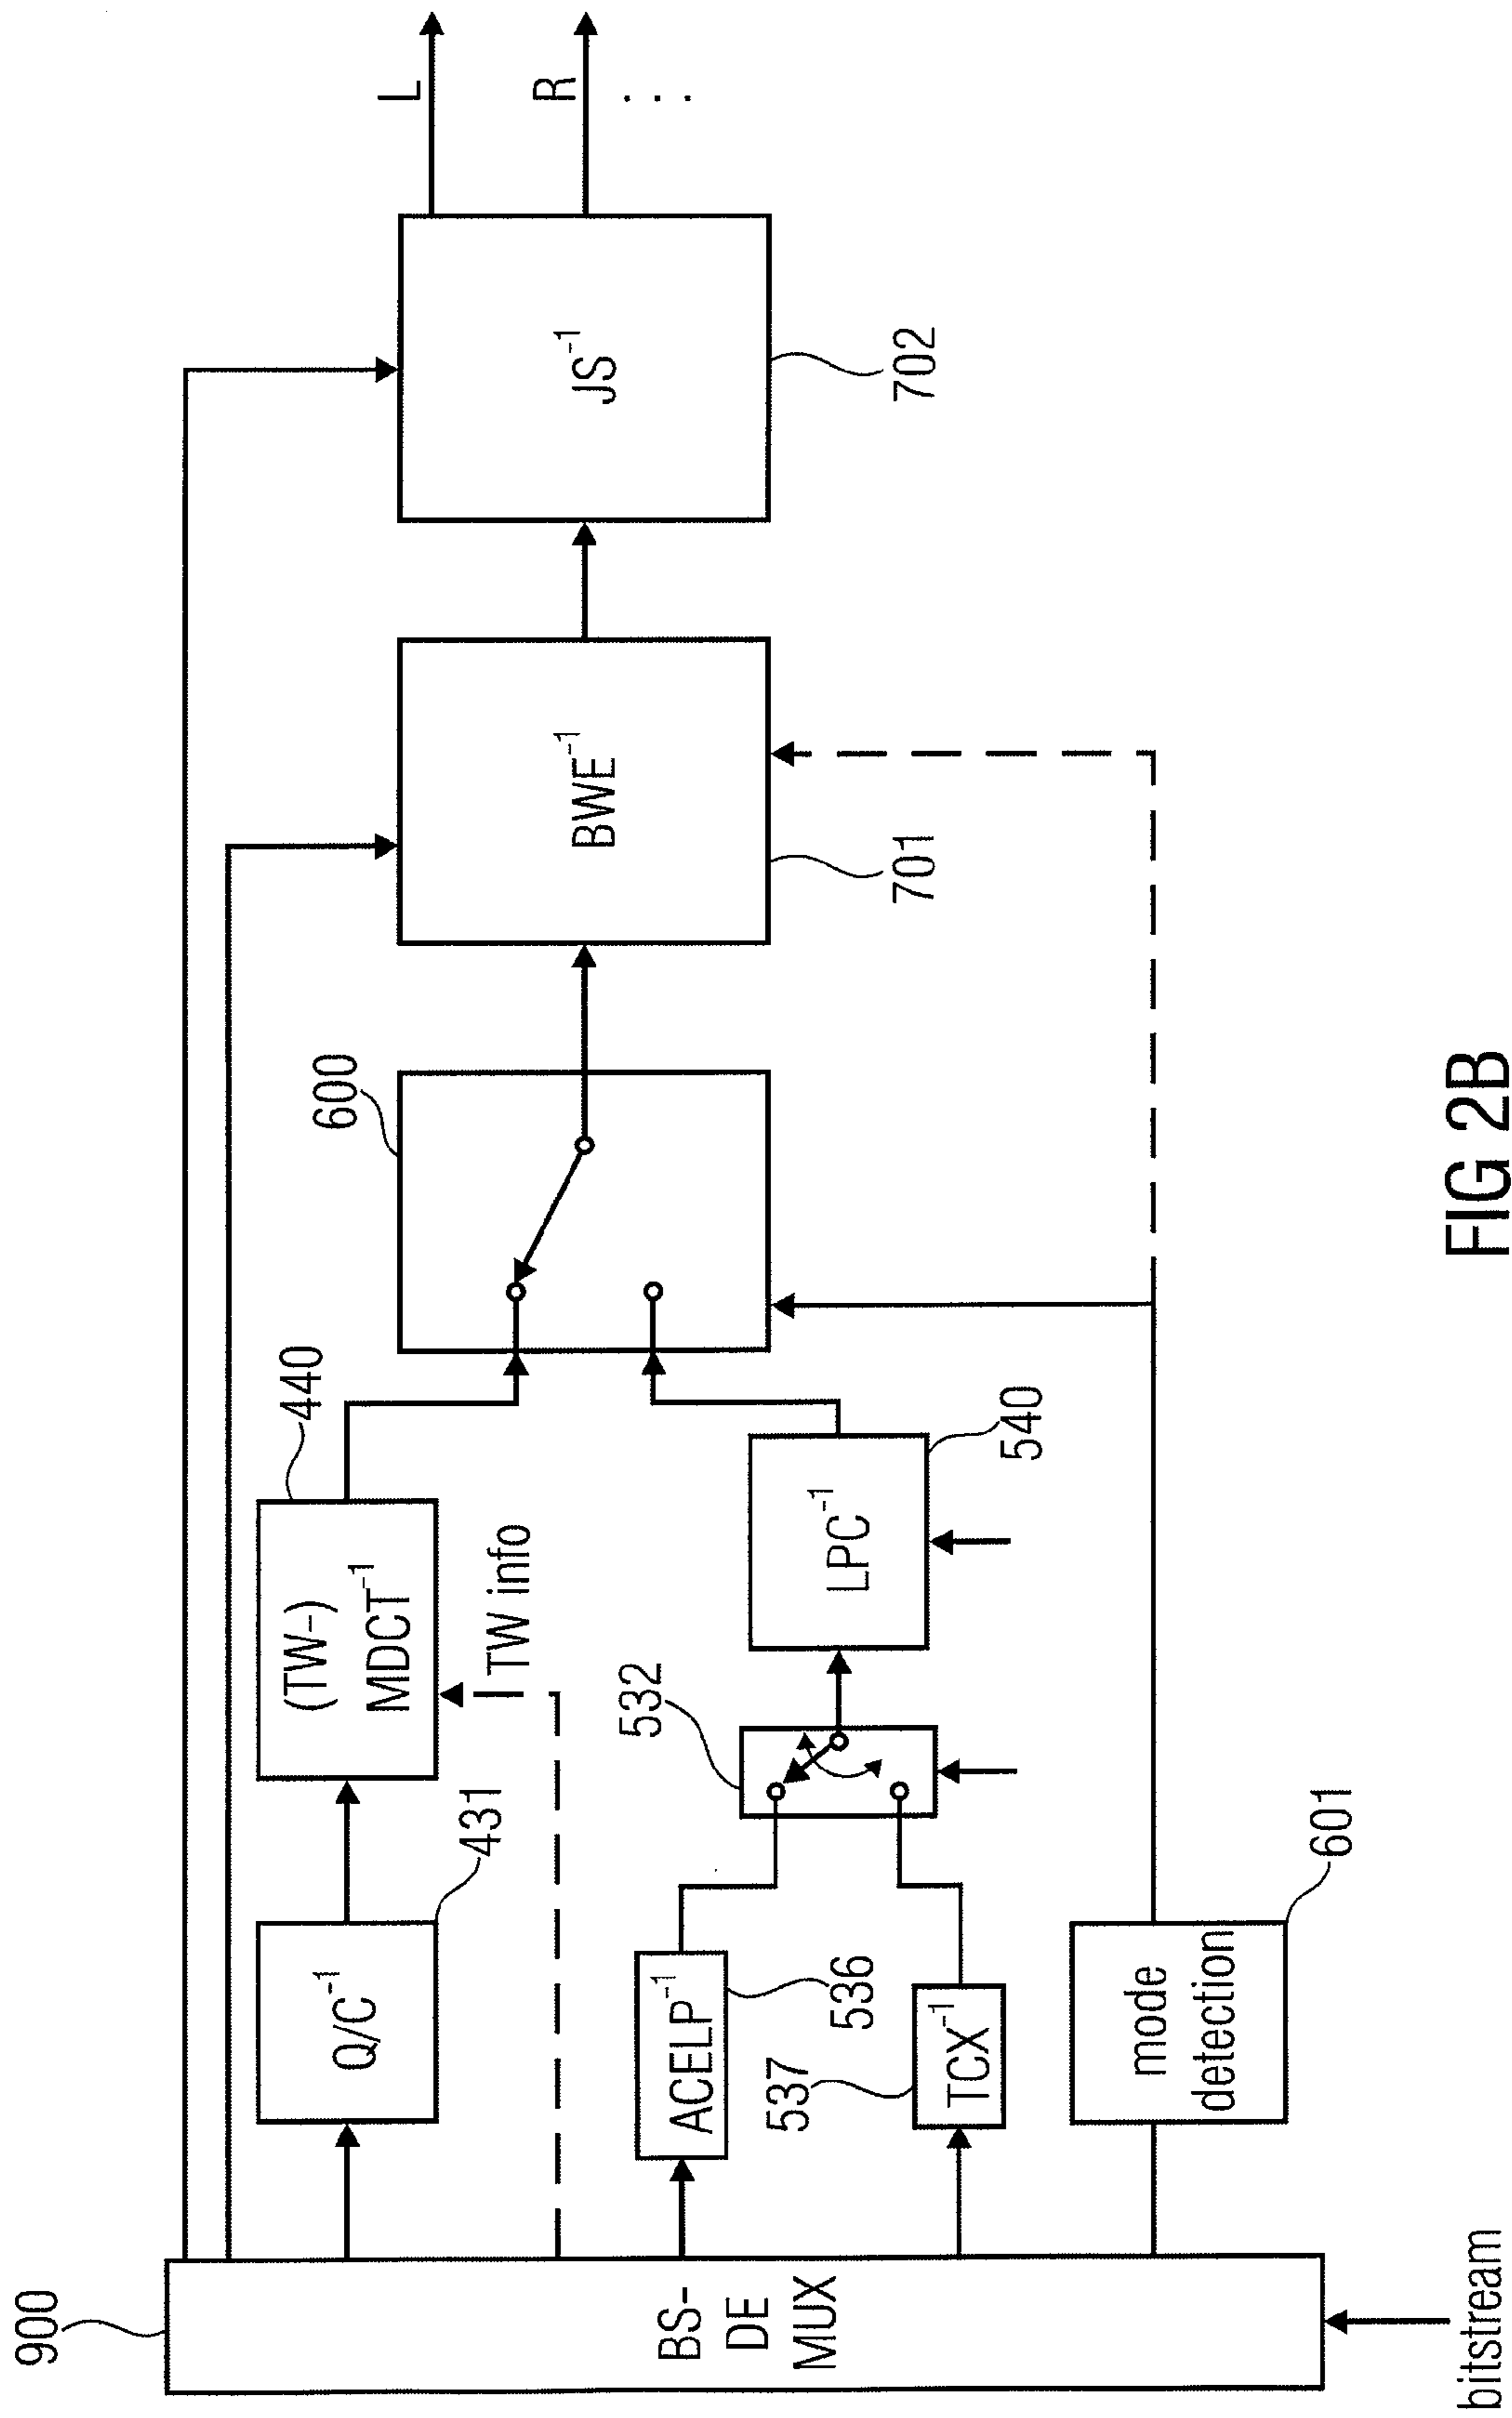 900
BS-
DE
MUX
bitstream
Q/C⁻¹
431
(TW-)
MDCT⁻¹
440
TW info
ACELP⁻¹
536
537
TCX⁻¹
532
LPC⁻¹
540
mode
detection
601
600
BWE⁻¹
701
JS⁻¹
702
L
R
...
FIG 2B